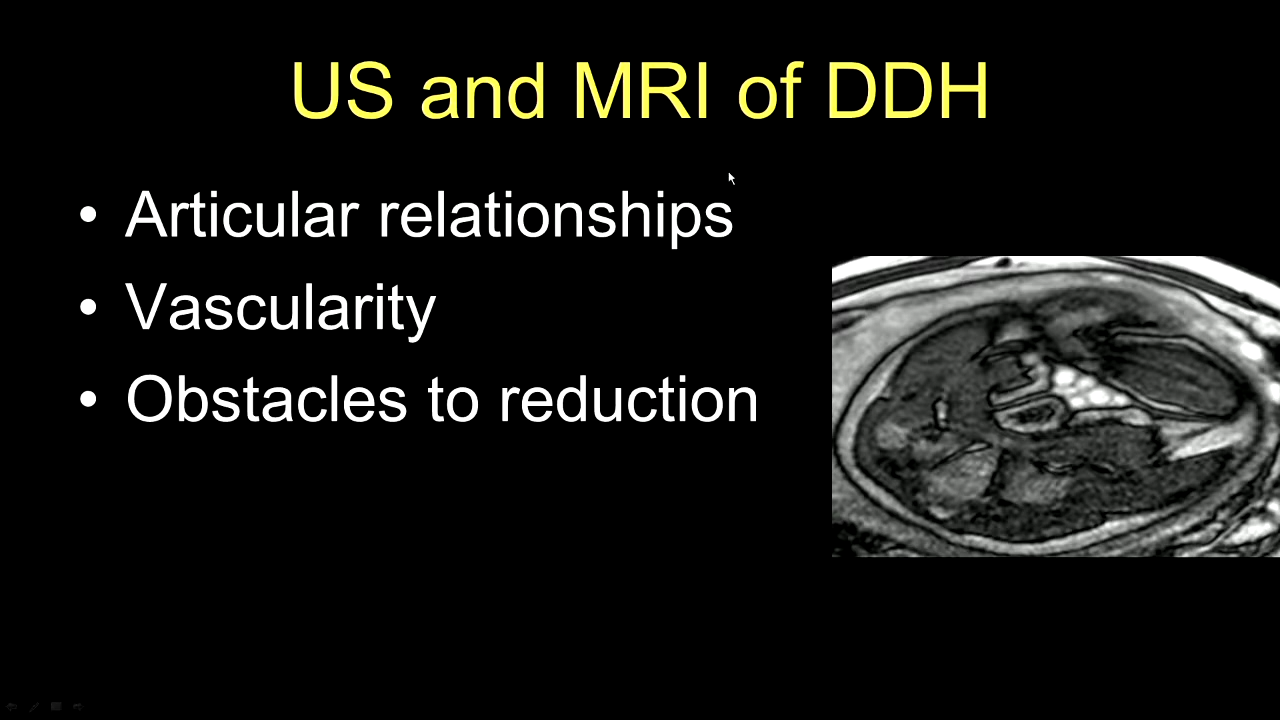 US and MRI of DDH
• Articular relationships
• Vascularity
• Obstacles to reduction